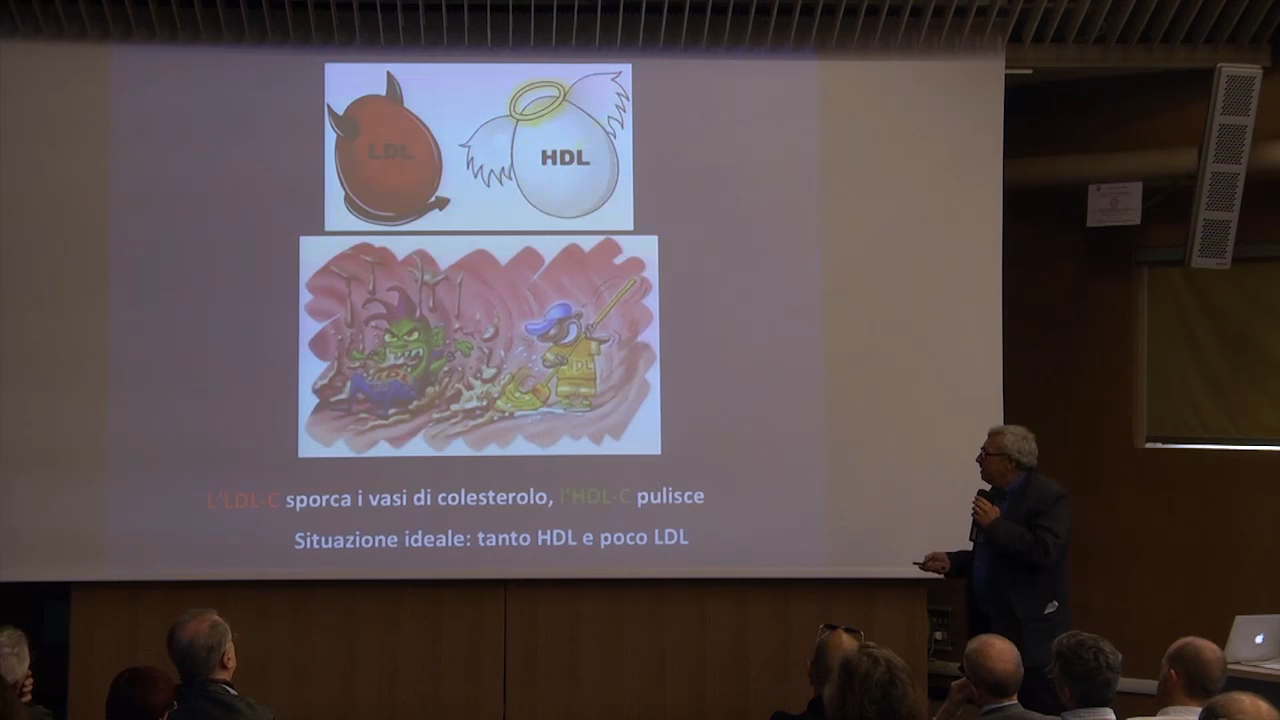 LDL
HDL
HDL
L'LDL-C sporca i vasi di colesterolo, l'HDL-C pulisce
Situazione ideale: tanto HDL e poco LDL